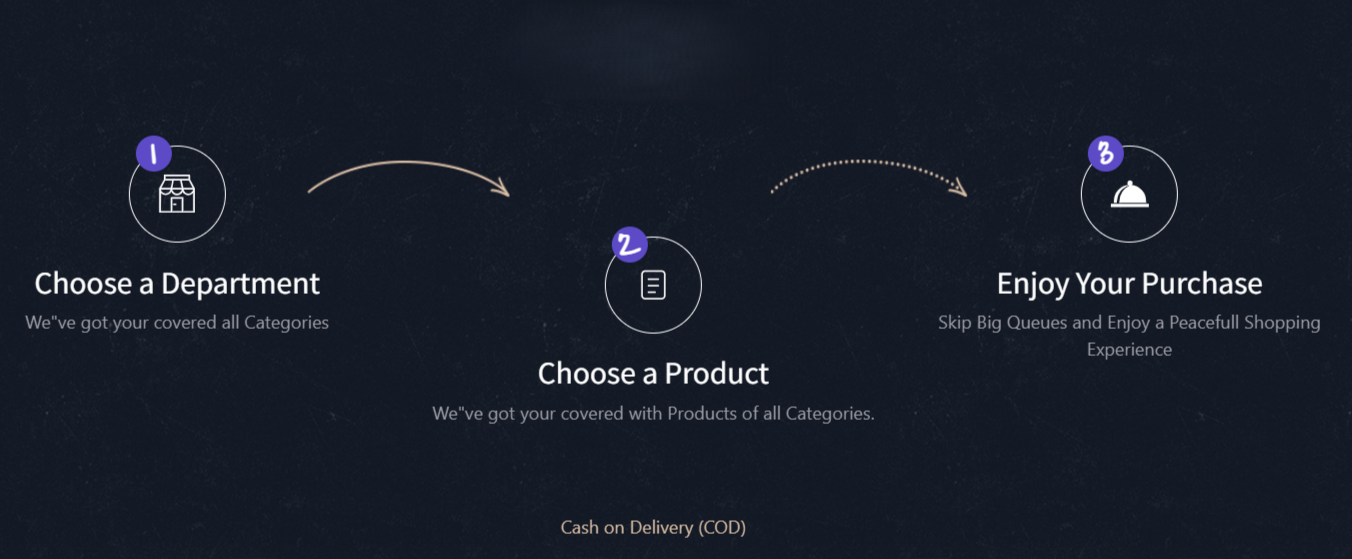 1
Choose a Department
We"ve got your covered all Categories
2
Choose a Product
We"ve got your covered with Products of all Categories.
3
Enjoy Your Purchase
Skip Big Queues and Enjoy a Peacefull Shopping
Experience
Cash on Delivery (COD)